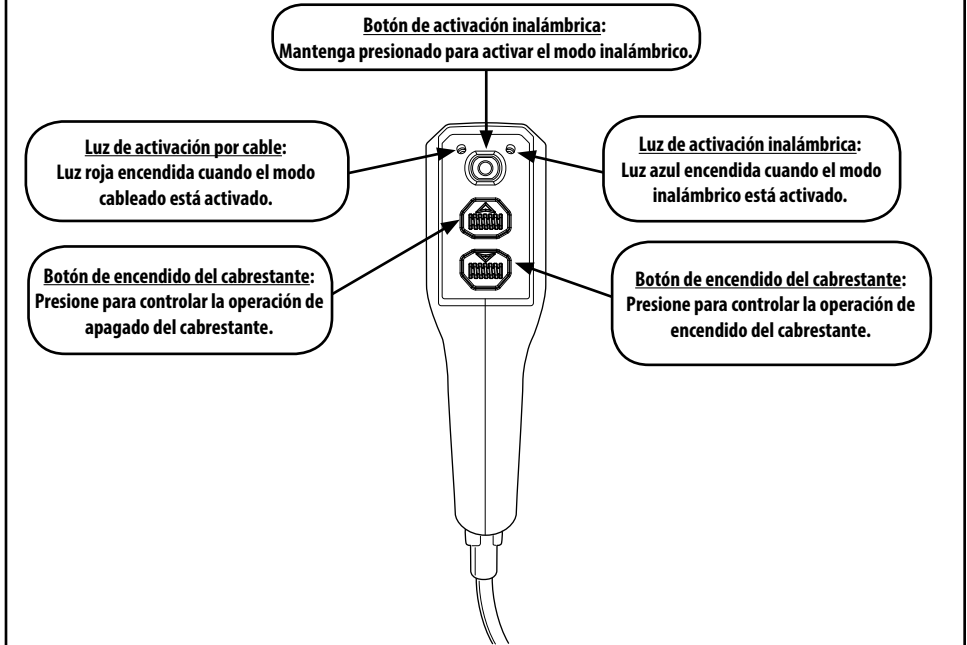 Botón de activación inalámbrica:
Mantenga presionado para activar el modo inalámbrico.
Luz de activación por cable:
Luz roja encendida cuando el modo
cableado está activado.
Luz de activación inalámbrica:
Luz azul encendida cuando el modo
inalámbrico está activado.
Botón de encendido del cabrestante:
Presione para controlar la operación de
apagado del cabrestante.
Botón de encendido del cabrestante:
Presione para controlar la operación de
encendido del cabrestante.